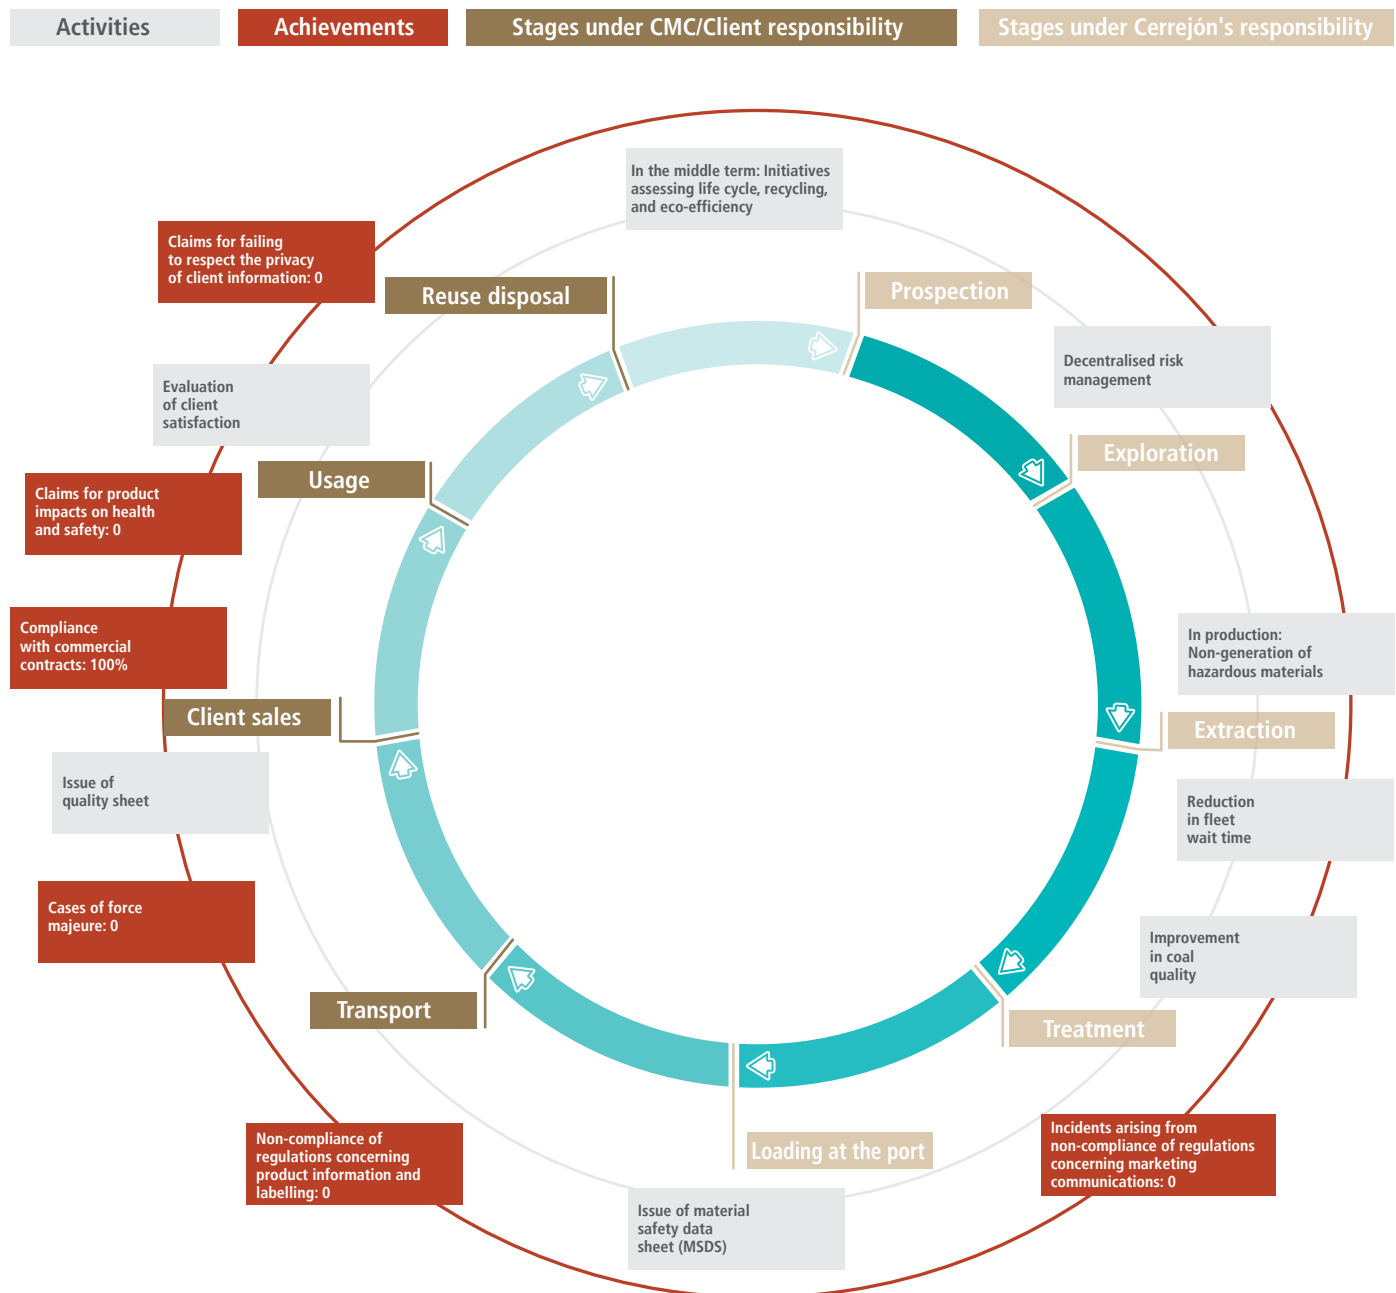 Activities
Achievements
Stages under CMC/Client responsibility
Stages under Cerrejón's responsibility
In the middle term: Initiatives
assessing life cycle, recycling,
and eco-efficiency
Claims for failing
to respect the privacy
of client information: 0
Reuse disposal
Prospection
Decentralised risk
management
Evaluation
of client
satisfaction
Exploration
Usage
Claims for product
impacts on health
and safety: 0
Compliance
with commercial
contracts: 100%
In production:
Non-generation of
hazardous materials
Client sales
Extraction
Issue of
quality sheet
Reduction
in fleet
wait time
Cases of force
majeure: 0
Improvement
in coal
quality
Transport
Treatment
Non-compliance of
regulations concerning
product information and
labelling: 0
Loading at the port
Incidents arising from
non-compliance of regulations
concerning marketing
communications: 0
Issue of material
safety data
sheet (MSDS)